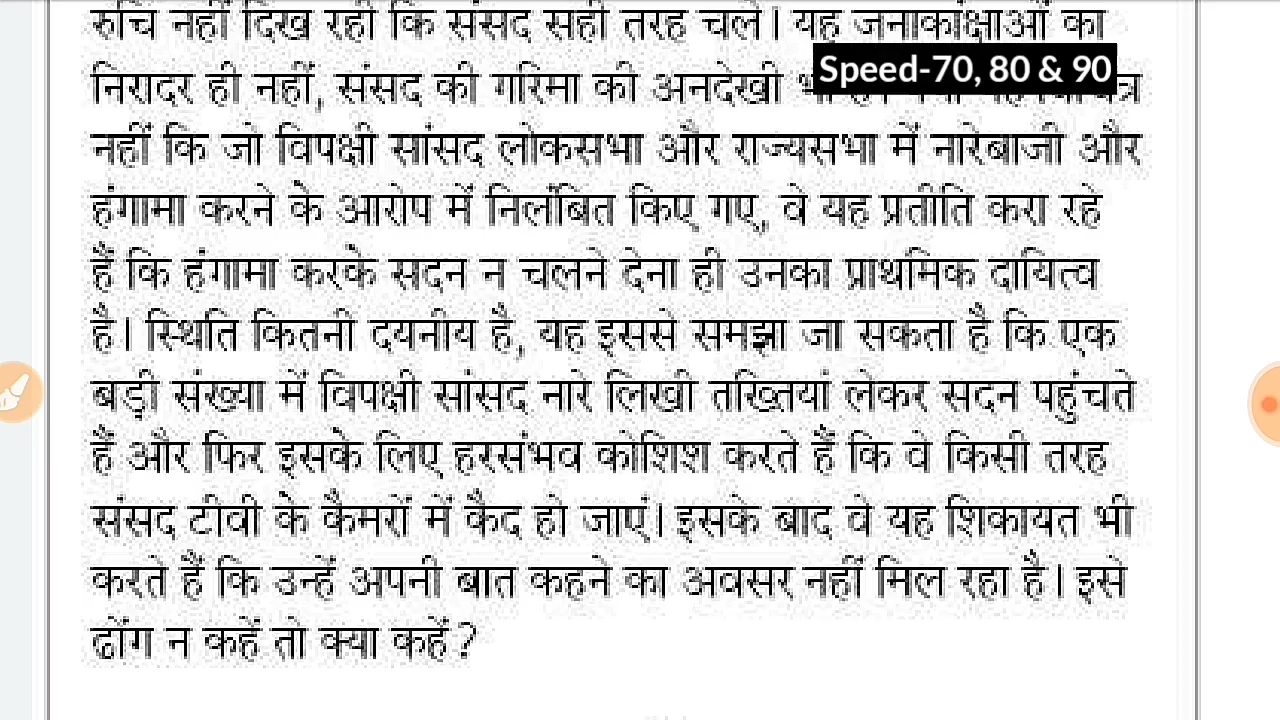 रुचि नहीं दिख रही कि संसद सही तरह चले। यह जनाकांक्षाओं का
Speed-70, 80 & 90
निरादर ही नहीं, संसद की गरिमा की अनदेखी
नहीं कि जो विपक्षी सांसद लोकसभा और राज्यसभा में नारेबाजी और
हंगामा करने के आरोप में निलंबित किए गए, वे यह प्रतीति करा रहे
हैं कि हंगामा करके सदन न चलने देना ही उनका प्राथमिक दायित्व
है। स्थिति कितनी दयनीय है, यह इससे समझा जा सकता है कि एक
बड़ी संख्या में विपक्षी सांसद नारे लिखी तख्तियां लेकर सदन पहुंचते
हैं और फिर इसके लिए हरसंभव कोशिश करते हैं कि वे किसी तरह
संसद टीवी के कैमरों में कैद हो जाएं। इसके बाद वे यह शिकायत भी
करते हैं कि उन्हें अपनी बात कहने का अवसर नहीं मिल रहा है। इसे
ढोंग न कहें तो क्या कहें?